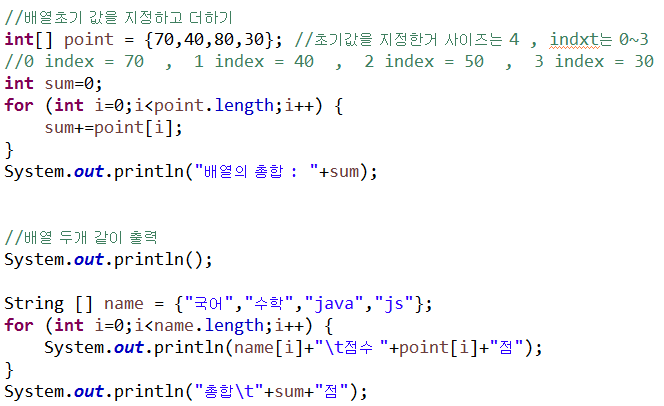 //배열초기 값을 지정하고 더하기
int[] point = {70,40,80,30}; //초기값을 지정한거 사이즈는 4 , indxt는 0~3
//0 index = 70 , 1 index = 40 , 2 index = 50 , 3 index = 30
int sum=0;
for (int i=0;i<point.length;i++) {
sum+=point[i];
}
System.out.println("배열의 총합 : "+sum);
//배열 두개 같이 출력
System.out.println();
String [] name = {"국어","수학","java","js"};
for (int i=0;i<name.length;i++) {
System.out.println(name[i]+"\t점수 "+point[i]+"점");
}
System.out.println("총합\t"+sum+"점");